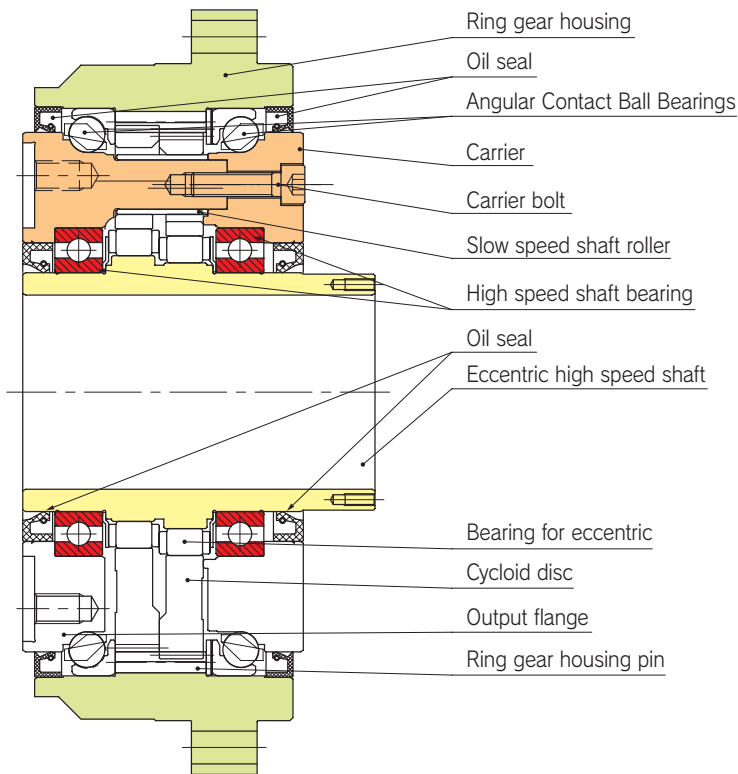 Ring gear housing
Oil seal
Angular Contact Ball Bearings
Carrier
Carrier bolt
Slow speed shaft roller
High speed shaft bearing
Oil seal
Eccentric high speed shaft
Bearing for eccentric
Cycloid disc
Output flange
Ring gear housing pin